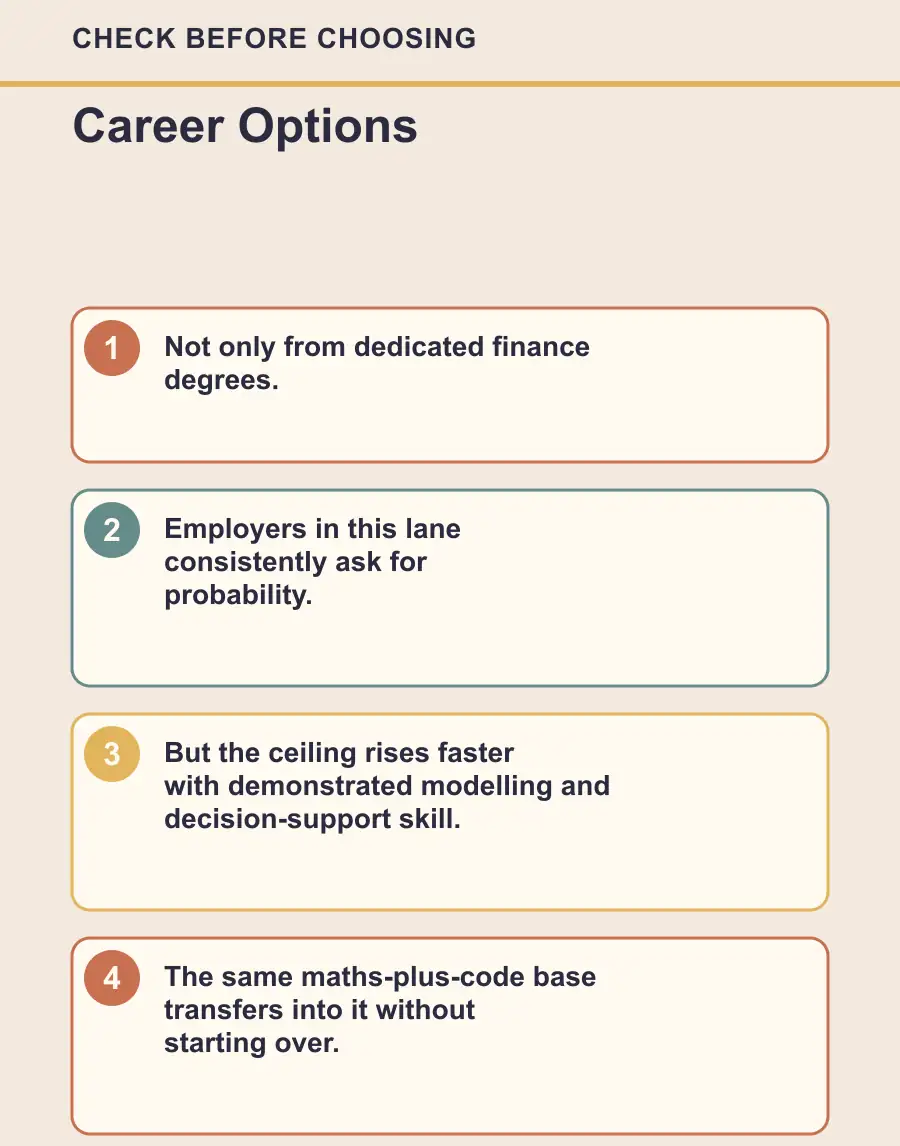 CHECK BEFORE CHOOSING
Career Options
1
Not only from dedicated finance
degrees.
2
Employers in this lane
consistently ask for
probability.
3
But the ceiling rises faster
with demonstrated modelling and
decision-support skill.
4
The same maths-plus-code base
transfers into it without
starting over.